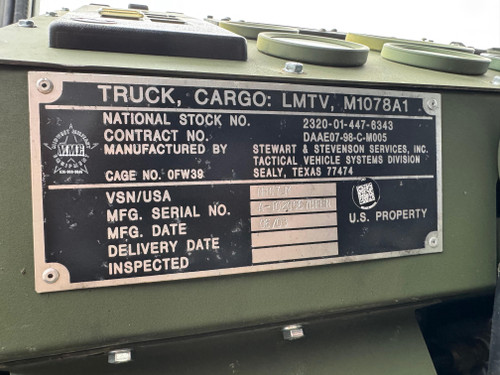 TRUCK, CARGO: LMTV, M1078A1
NATIONAL STOCK NO. 2320-01-447-6343
CONTRACT NO. DAAE07-98-C-M005
MANUFACTURED BY STEWART & STEVENSON SERVICES, INC.
TACTICAL VEHICLE SYSTEMS DIVISION
CAGE NO. 0FW39 SEALY, TEXAS 77474
MME
VSN/USA
MFG. SERIAL NO.
MFG. DATE
DELIVERY DATE
INSPECTED
U.S. PROPERTY